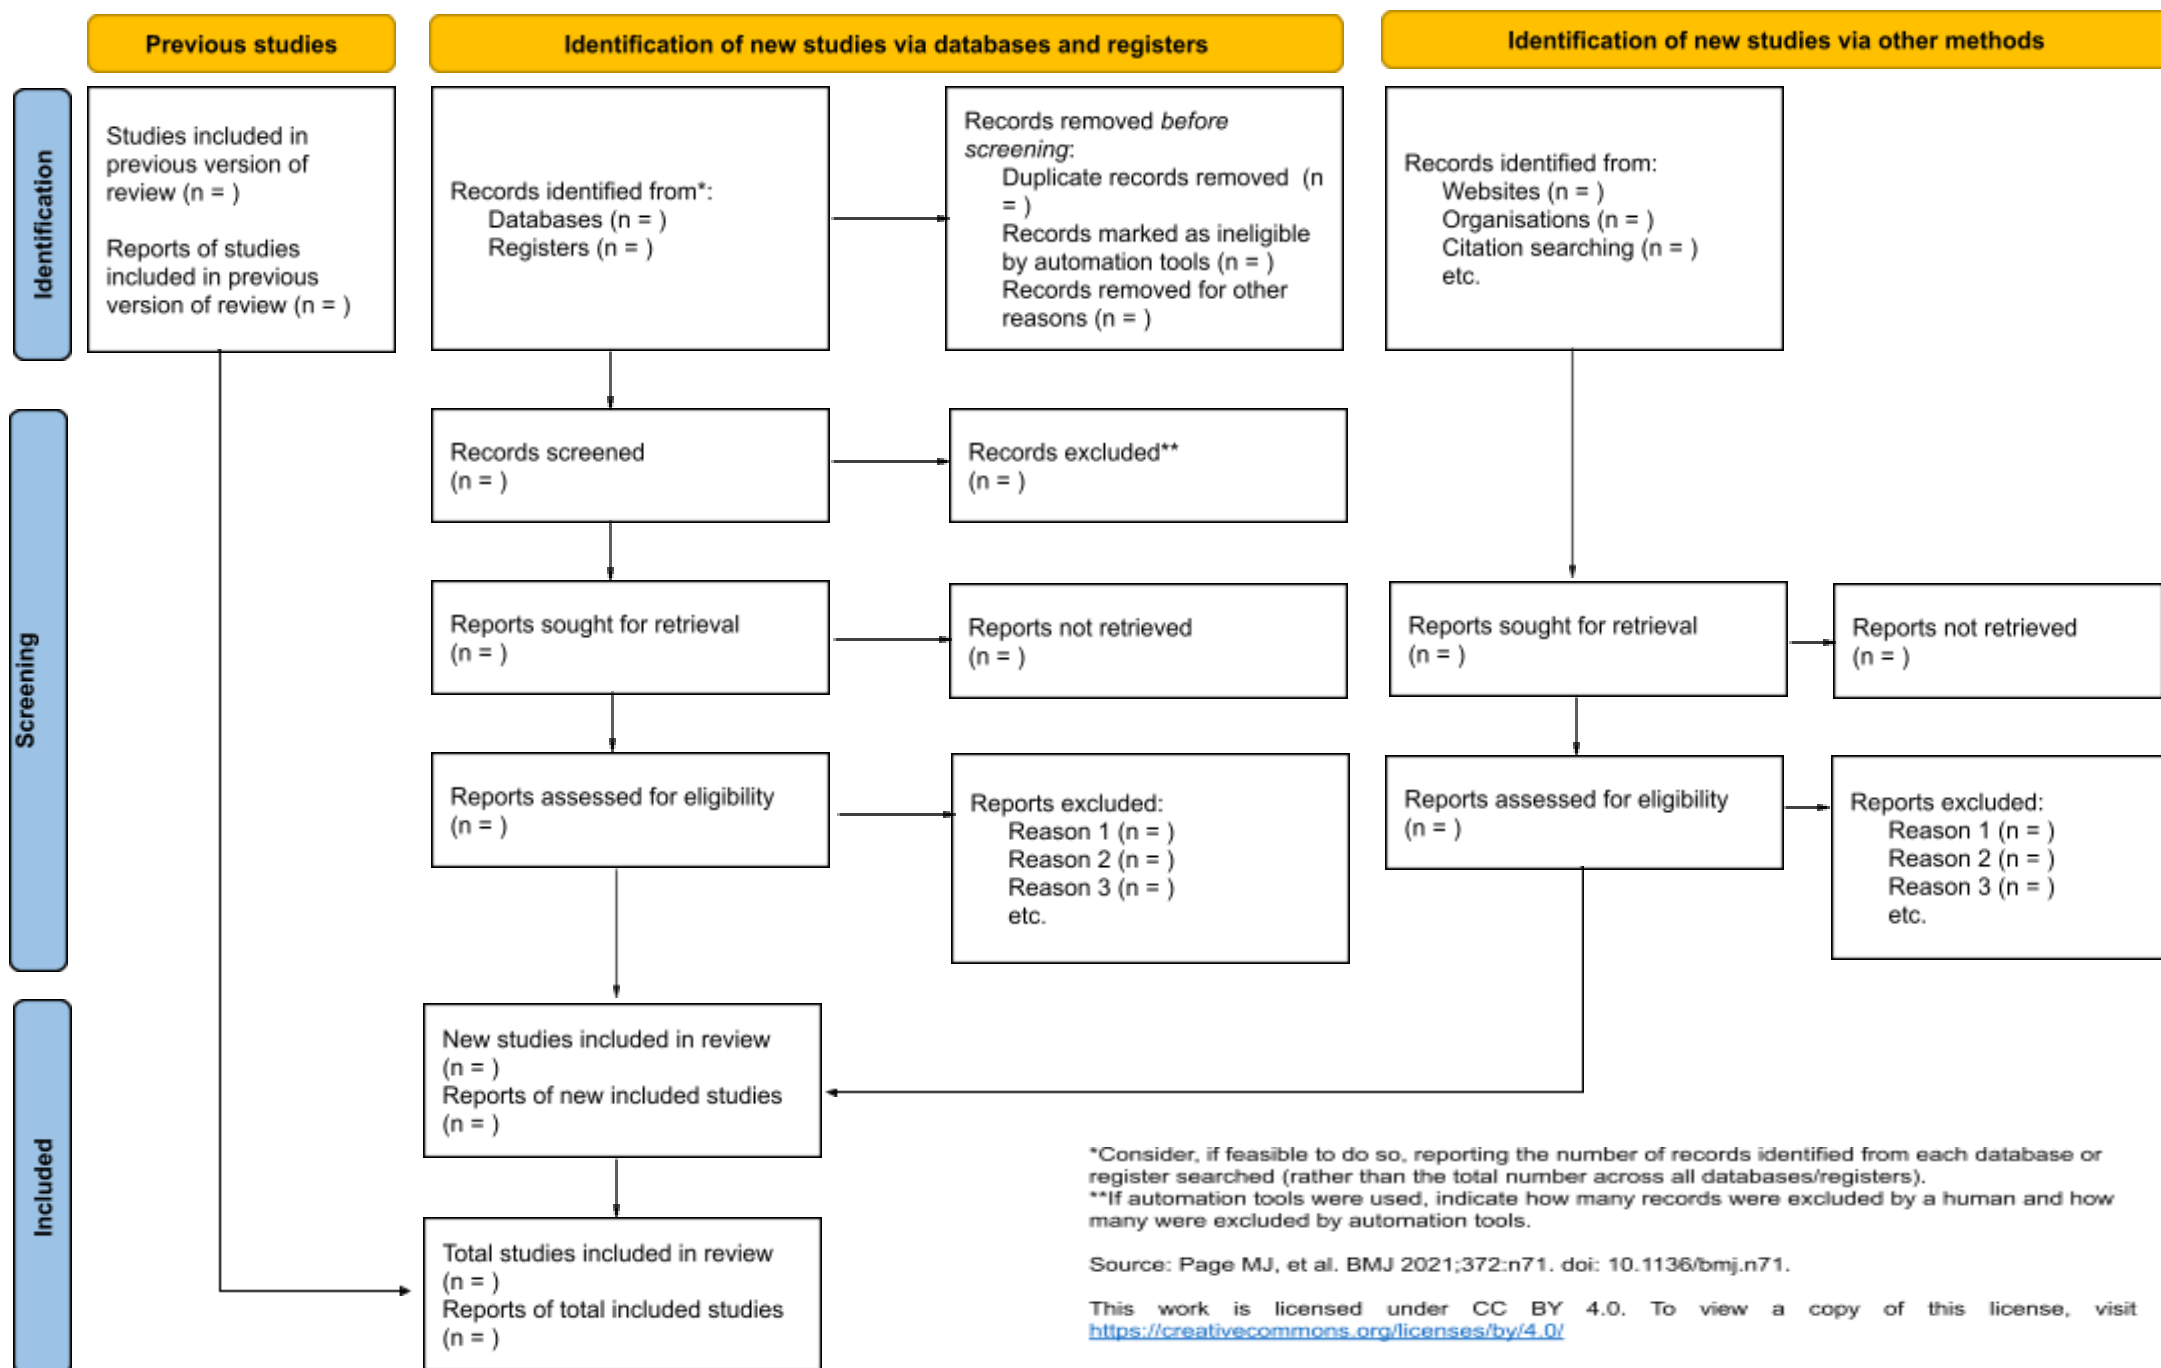 Previous studies
Identification of new studies via databases and registers
Identification of new studies via other methods
Identification
Studies included in
previous version of
review (n = )
Reports of studies
included in previous
version of review (n = )
Records identified from*:
Databases (n = )
Registers (n = )
Records removed before
screening:
Duplicate records removed (n
= )
Records marked as ineligible
by automation tools (n = )
Records removed for other
reasons (n = )
Records identified from:
Websites (n = )
Organisations (n = )
Citation searching (n = )
etc.
Screening
Records screened
(n = )
Records excluded**
(n = )
Reports sought for retrieval
(n = )
Reports not retrieved
(n = )
Reports sought for retrieval
(n = )
Reports not retrieved
(n = )
Reports assessed for eligibility
(n = )
Reports excluded:
Reason 1 (n = )
Reason 2 (n = )
Reason 3 (n = )
etc.
Reports assessed for eligibility
(n = )
Reports excluded:
Reason 1 (n = )
Reason 2 (n = )
Reason 3 (n = )
etc.
Included
New studies included in review
(n = )
Reports of new included studies
(n = )
Total studies included in review
(n = )
Reports of total included studies
(n = )
*Consider, if feasible to do so, reporting the number of records identified from each database or
register searched (rather than the total number across all databases/registers).
**If automation tools were used, indicate how many records were excluded by a human and how
many were excluded by automation tools.
Source: Page MJ, et al. BMJ 2021;372:n71. doi: 10.1136/bmj.n71.
This work is licensed under CC BY 4.0. To view a copy of this license, visit
https://creativecommons.org/licenses/by/4.0/